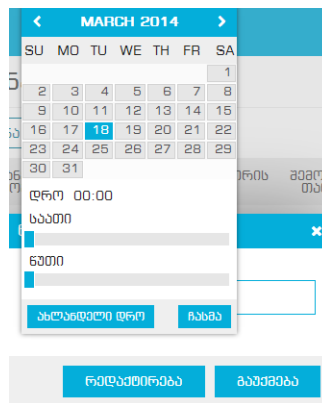 MARCH 2014
SU MO TU WE TH FR SA
1
2 3 4 5 6 7 8
9 10 11 12 13 14 15
16 17 18 19 20 21 22
23 24 25 26 27 28 29
30 31
დრო 00:00
საათი
წუთი
ახლანდელი დრო ჩასმა
რედაქტირება გაუქმება